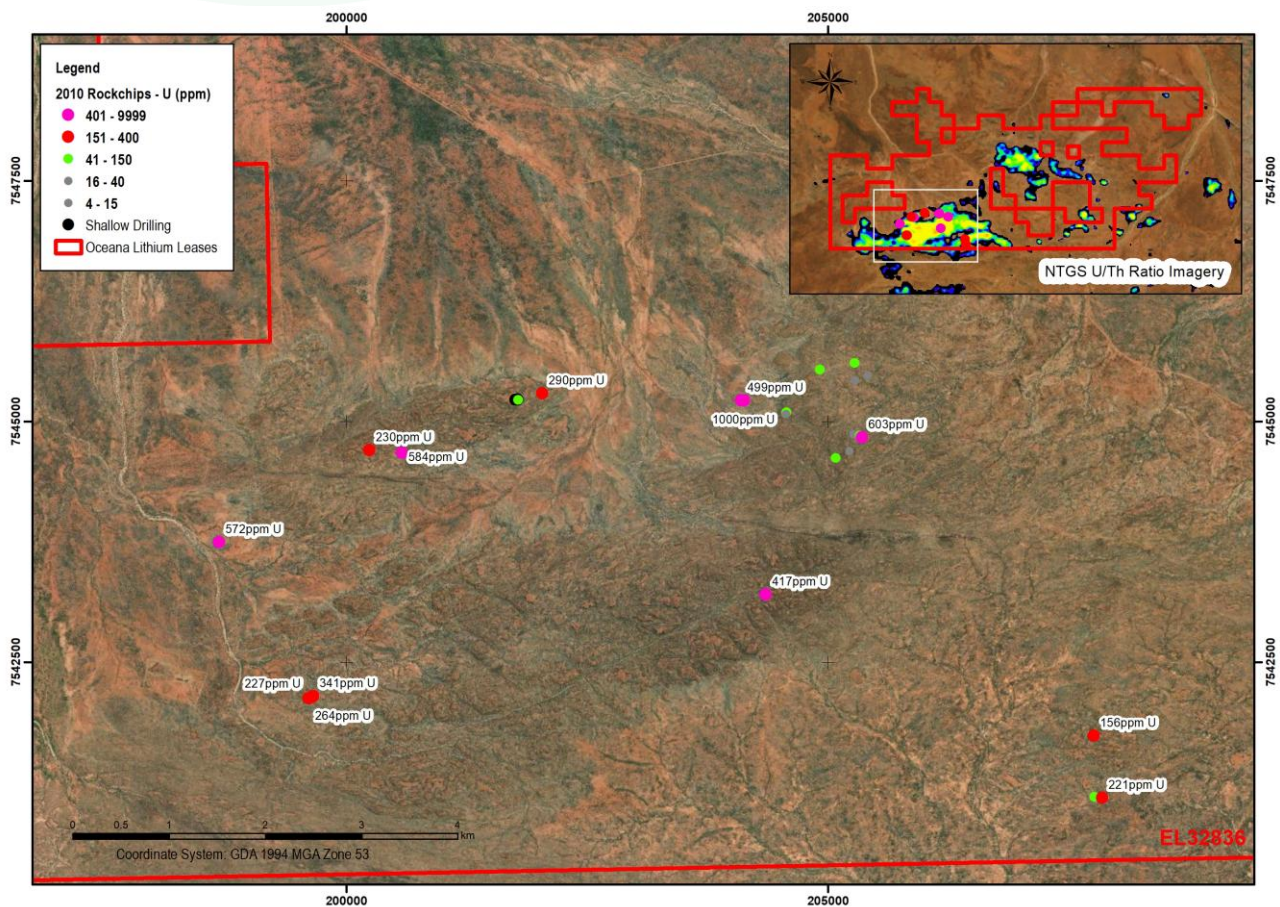 200000
205000
Legend
2010 Rockchips - U (ppm)
401 - 9999
151 - 400
41 - 150
16 - 40
4 - 15
Shallow Drilling
Oceana Lithium Leases
NTGS U/Th Ratio Imagery
7547500
7547500
290ppm U
499ppm U
1000ppm U
7545000
7545000
230ppm U
584ppm U
603ppm U
572ppm U
417ppm U
7542500
7542500
227ppm U
341ppm U
264ppm U
156ppm U
221ppm U
0 0.5 1 2 3 4
km
Coordinate System: GDA 1994 MGA Zone 53
EL32836
200000
205000